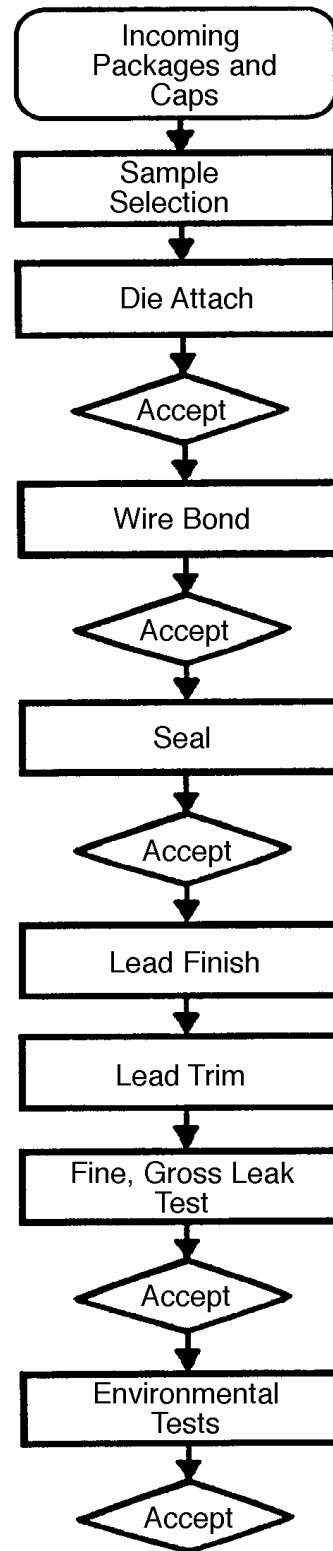 Incoming
Packages and
Caps
Sample
Selection
Die Attach
Accept
Wire Bond
Accept
Seal
Accept
Lead Finish
Lead Trim
Fine, Gross Leak
Test
Accept
Environmental
Tests
Accept